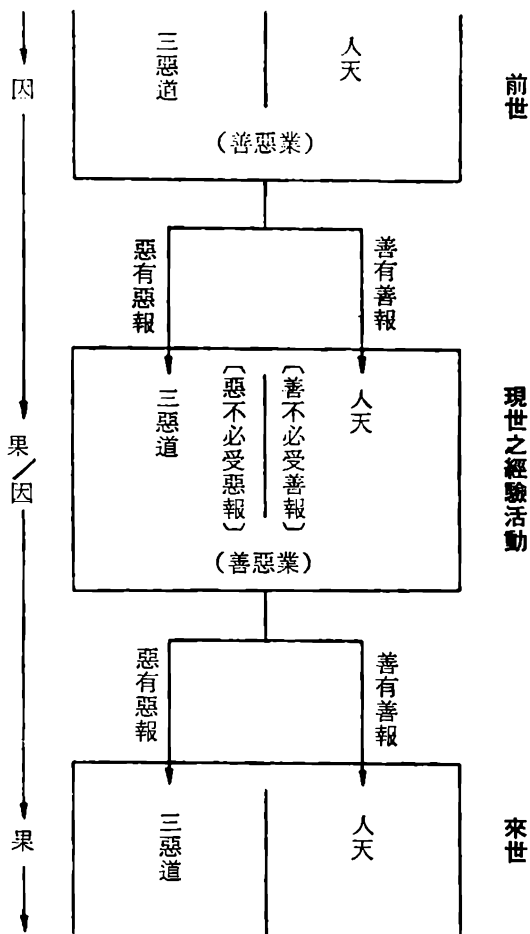 前世
人天
三惡道
（善惡業）
因
善有善報
惡有惡報
現世之經驗活動
人天
〔善不必受善報〕
〔惡不必受惡報〕
三惡道
（善惡業）
果／因
善有善報
惡有惡報
來世
人天
三惡道
果